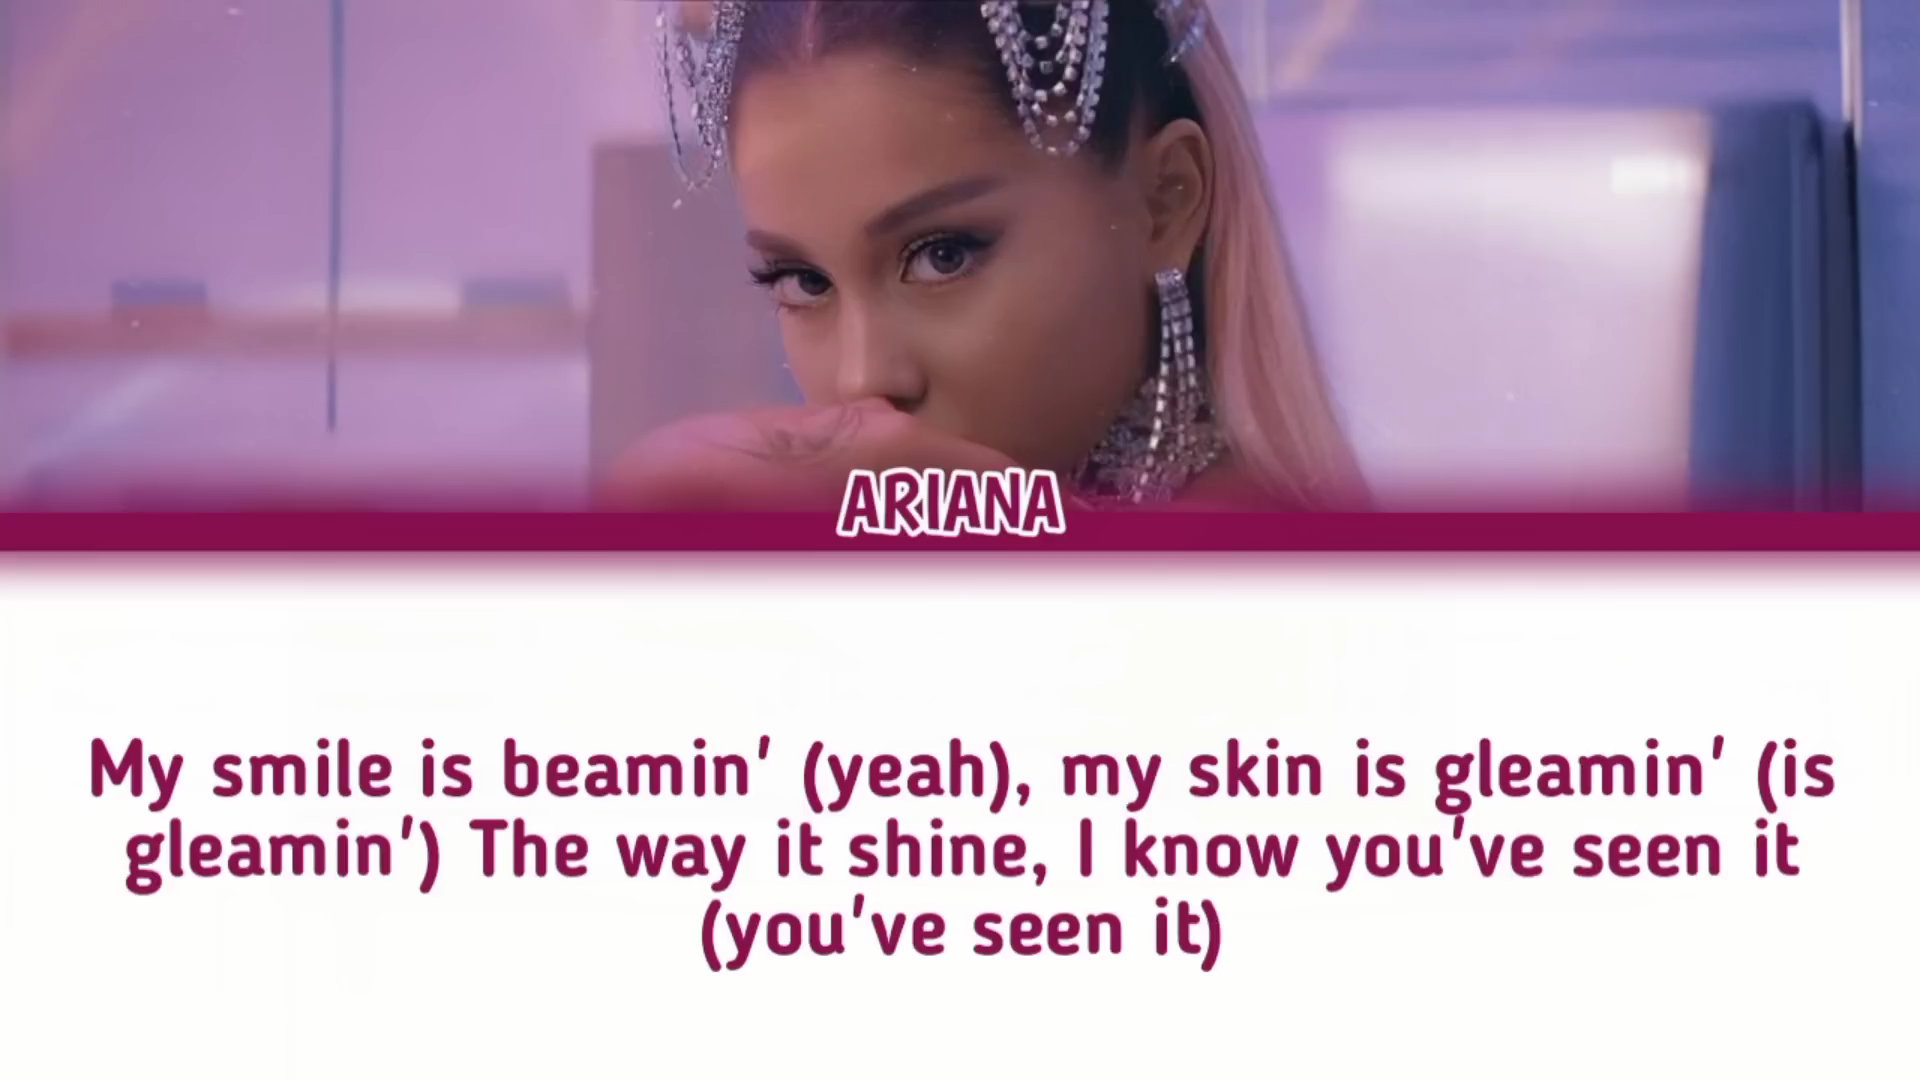 ARIANA
My smile is beamin' (yeah), my skin is gleamin' (is
gleamin') The way it shine, I know you've seen it
(you've seen it)